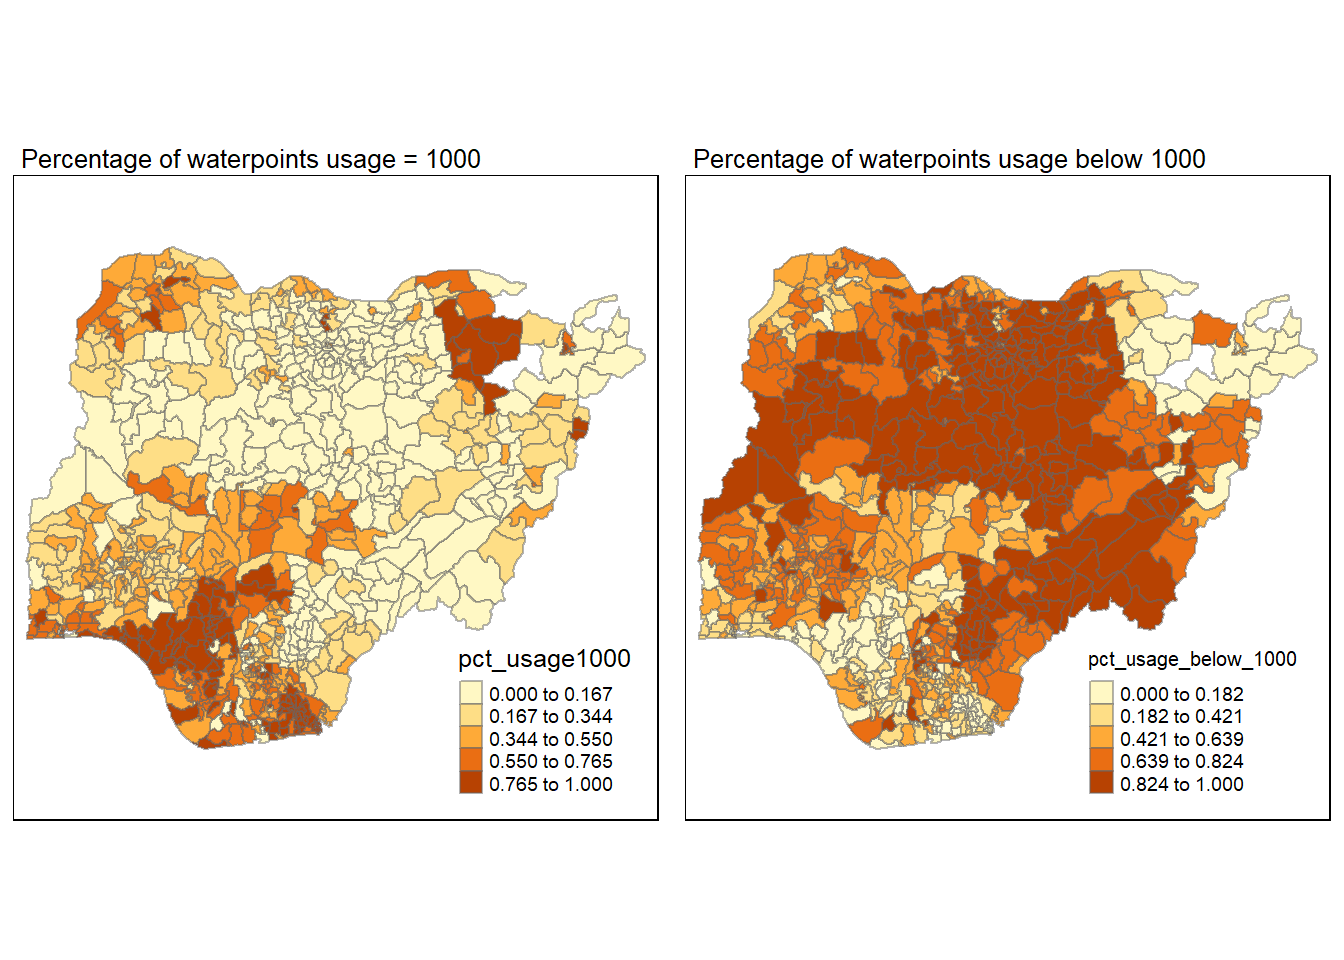 Percentage of waterpoints usage = 1000
pct_usage1000
0.000 to 0.167
0.167 to 0.344
0.344 to 0.550
0.550 to 0.765
0.765 to 1.000
Percentage of waterpoints usage below 1000
pct_usage_below_1000
0.000 to 0.182
0.182 to 0.421
0.421 to 0.639
0.639 to 0.824
0.824 to 1.000